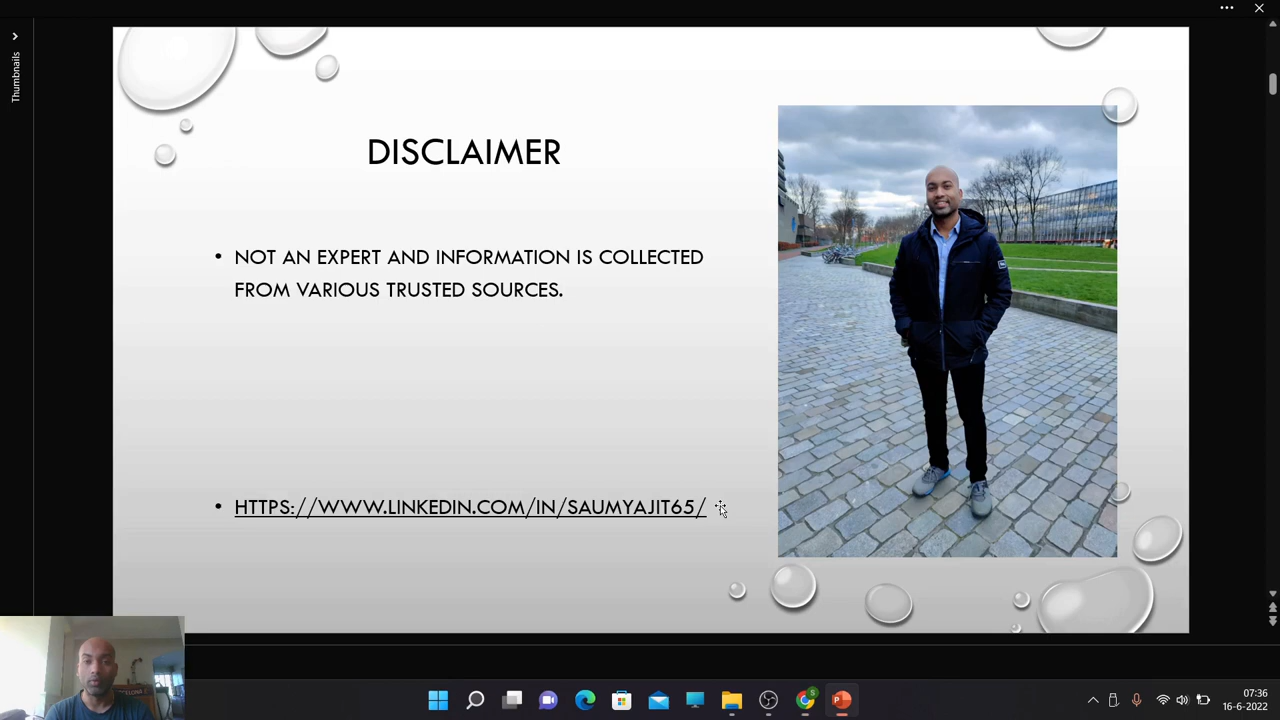 Thumbnails
DISCLAIMER
• NOT AN EXPERT AND INFORMATION IS COLLECTED
FROM VARIOUS TRUSTED SOURCES.
• HTTPS://WWW.LINKEDIN.COM/IN/SAUMYAJIT65/
07:36
16-6-2022